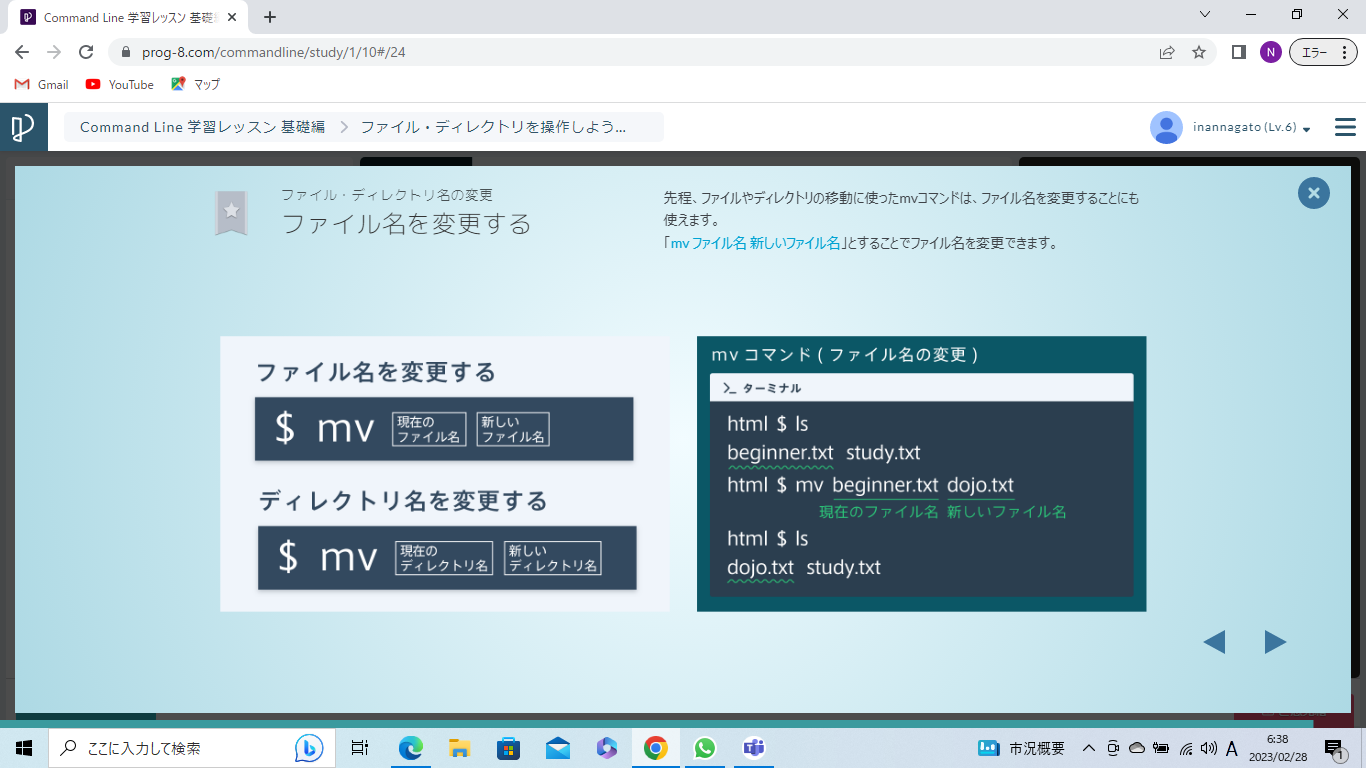 Command Line 学習レッスン 基礎
prog-8.com/commandline/study/1/10#/24
エラー
Gmail
YouTube
マップ
Command Line 学習レッスン 基礎編
ファイル・ディレクトリを操作しよう...
inannagato (Lv.6)
ファイル・ディレクトリ名の変更
ファイル名を変更する
先程、ファイルやディレクトリの移動に使ったmvコマンドは、ファイル名を変更することにも
使えます。
「mv ファイル名 新しいファイル名」とすることでファイル名を変更できます。
ファイル名を変更する
$ mv 現在の ファイル名 新しい ファイル名
ディレクトリ名を変更する
$ mv 現在の ディレクトリ名 新しい ディレクトリ名
mv コマンド ( ファイル名の変更 )
>_ ターミナル
html $ ls
beginner.txt study.txt
html $ mv beginner.txt dojo.txt
現在のファイル名 新しいファイル名
html $ ls
dojo.txt study.txt
ここに入力して検索
市況概要
A
6:38
2023/02/28
1